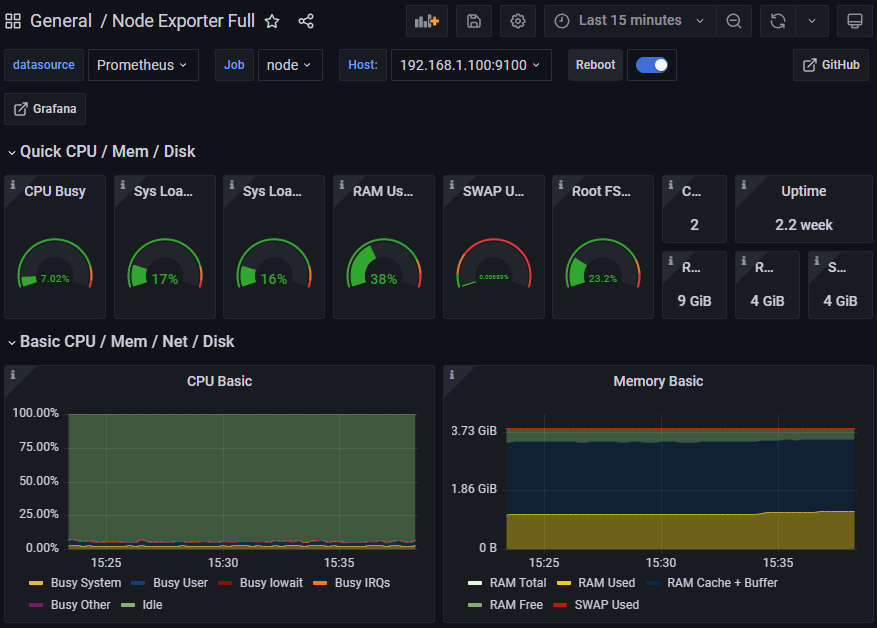 General / Node Exporter Full
Last 15 minutes
datasource Prometheus Job node Host: 192.168.1.100:9100 Reboot GitHub
Grafana
Quick CPU / Mem / Disk
CPU Busy Sys Loa... Sys Loa... RAM Us... SWAP U... Root FS... C... Uptime
2 2.2 week
R... R... S...
7.02% 17% 16% 38% 23.2%
9 GiB 4 GiB 4 GiB
Basic CPU / Mem / Net / Disk
CPU Basic
100.00%
75.00%
50.00%
25.00%
0.00%
15:25 15:30 15:35
Busy System Busy User Busy Iowait Busy IRQs
Busy Other Idle
Memory Basic
3.73 GiB
1.86 GiB
0 B
15:25 15:30 15:35
RAM Total RAM Used RAM Cache + Buffer
RAM Free SWAP Used